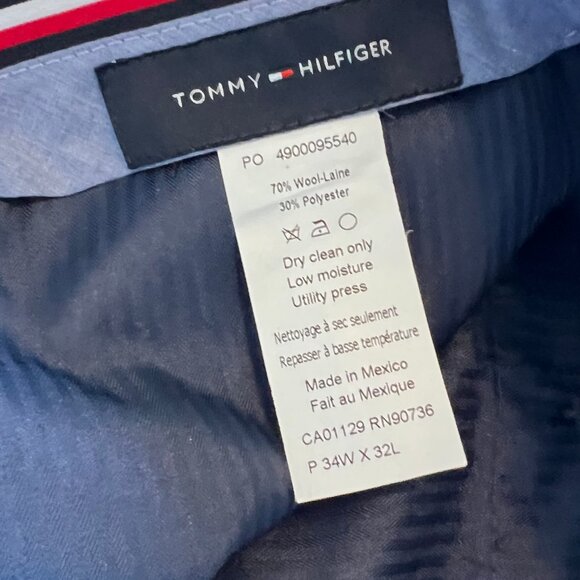 TOMMY HILFIGER
PO 4900095540
70% Wool-Laine
30% Polyester
Dry clean only
Low moisture
Utility press
Nettoyage à sec seulement
Repasser à basse température
Made in Mexico
Fait au Mexique
CA01129 RN90736
P 34W X 32L